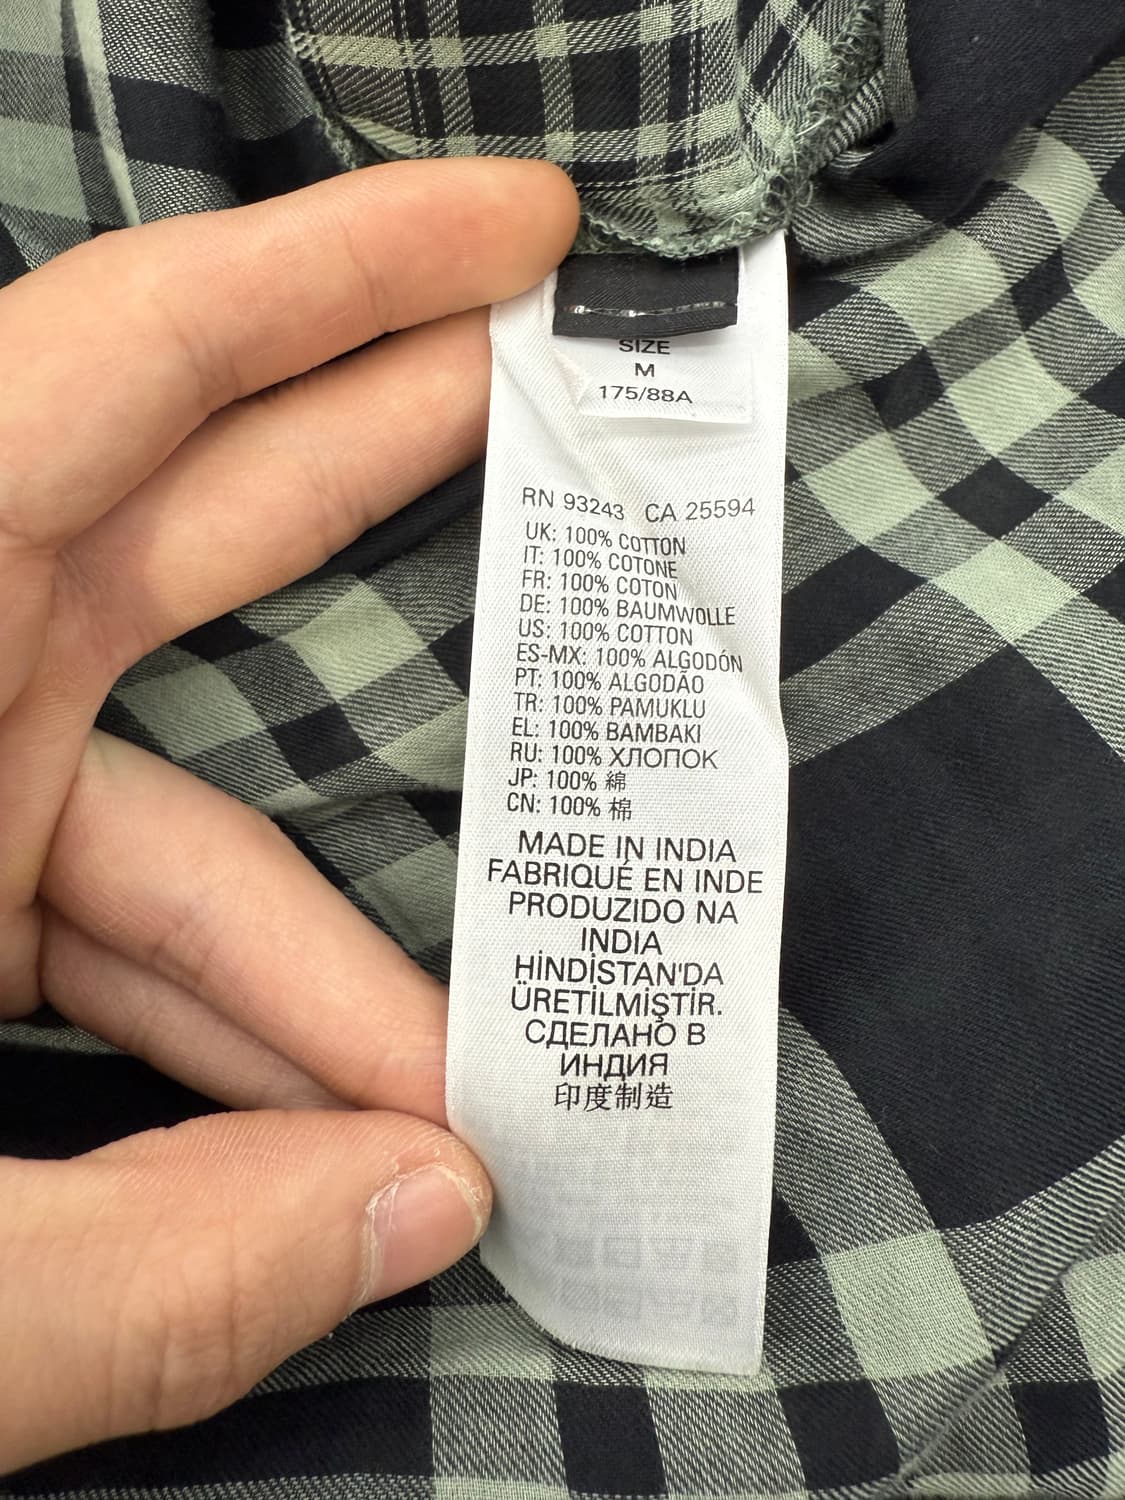 SIZE
M
175/88A
RN 93243 CA 25594
UK: 100% COTTON
IT: 100% COTONE
FR: 100% COTON
DE: 100% BAUMWOLLE
US: 100% COTTON
ES-MX: 100% ALGODÓN
PT: 100% ALGODÃO
TR: 100% PAMUKLU
EL: 100% BAMBAKI
RU: 100% ХЛОПОК
JP: 100% 綿
CN: 100% 棉
MADE IN INDIA
FABRIQUÉ EN INDE
PRODUZIDO NA
INDIA
HİNDİSTAN'DA
ÜRETİLMİŞTİR.
СДЕЛАНО В
ИНДИЯ
印度制造